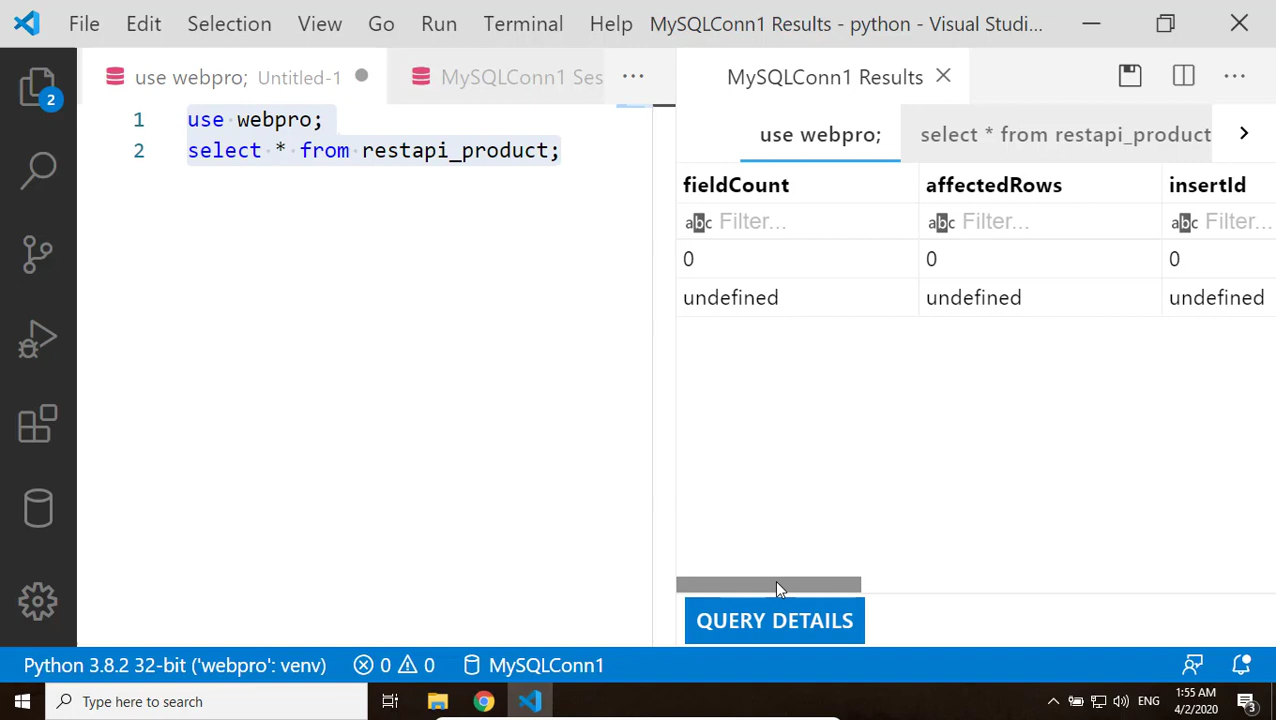 File Edit Selection View Go Run Terminal Help MySQLConn1 Results - python - Visual Studi...
use webpro; Untitled-1 MySQLConn1 Ses ...
MySQLConn1 Results
1 use webpro;
2 select * from restapi_product;
use webpro; select * from restapi_product
fieldCount affectedRows insertId
abc Filter... abc Filter... abc Filter...
0 0 0
undefined undefined undefined
2
QUERY DETAILS
Python 3.8.2 32-bit ('webpro': venv) 0 0 MySQLConn1
Type here to search
ENG
1:55 AM
4/2/2020
3